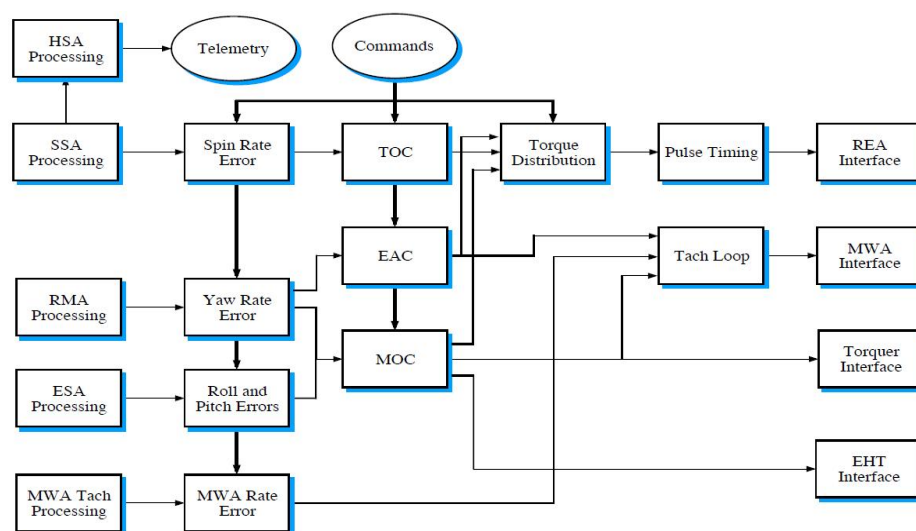 HSA
Processing
Telemetry
Commands
SSA
Processing
Spin Rate
Error
TOC
Torque
Distribution
Pulse Timing
REA
Interface
EAC
Tach Loop
MWA
Interface
RMA
Processing
Yaw Rate
Error
MOC
Torquer
Interface
ESA
Processing
Roll and
Pitch Errors
EHT
Interface
MWA Tach
Processing
MWA Rate
Error